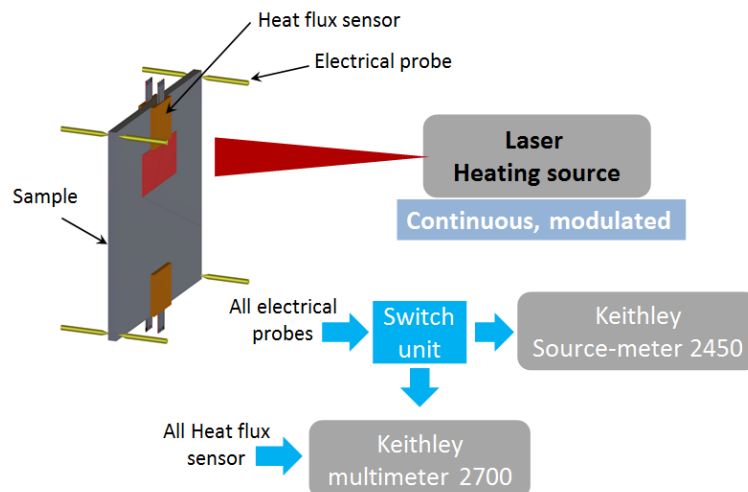 Heat flux sensor
Electrical probe
Laser
Heating source
Sample
Continuous, modulated
All electrical
probes
Switch
unit
Keithley
Source-meter 2450
All Heat flux
sensor
Keithley
multimeter 2700